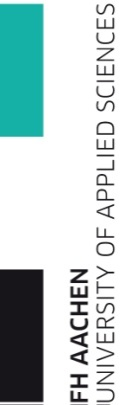 FH AACHEN
UNIVERSITY OF APPLIED SCIENCES